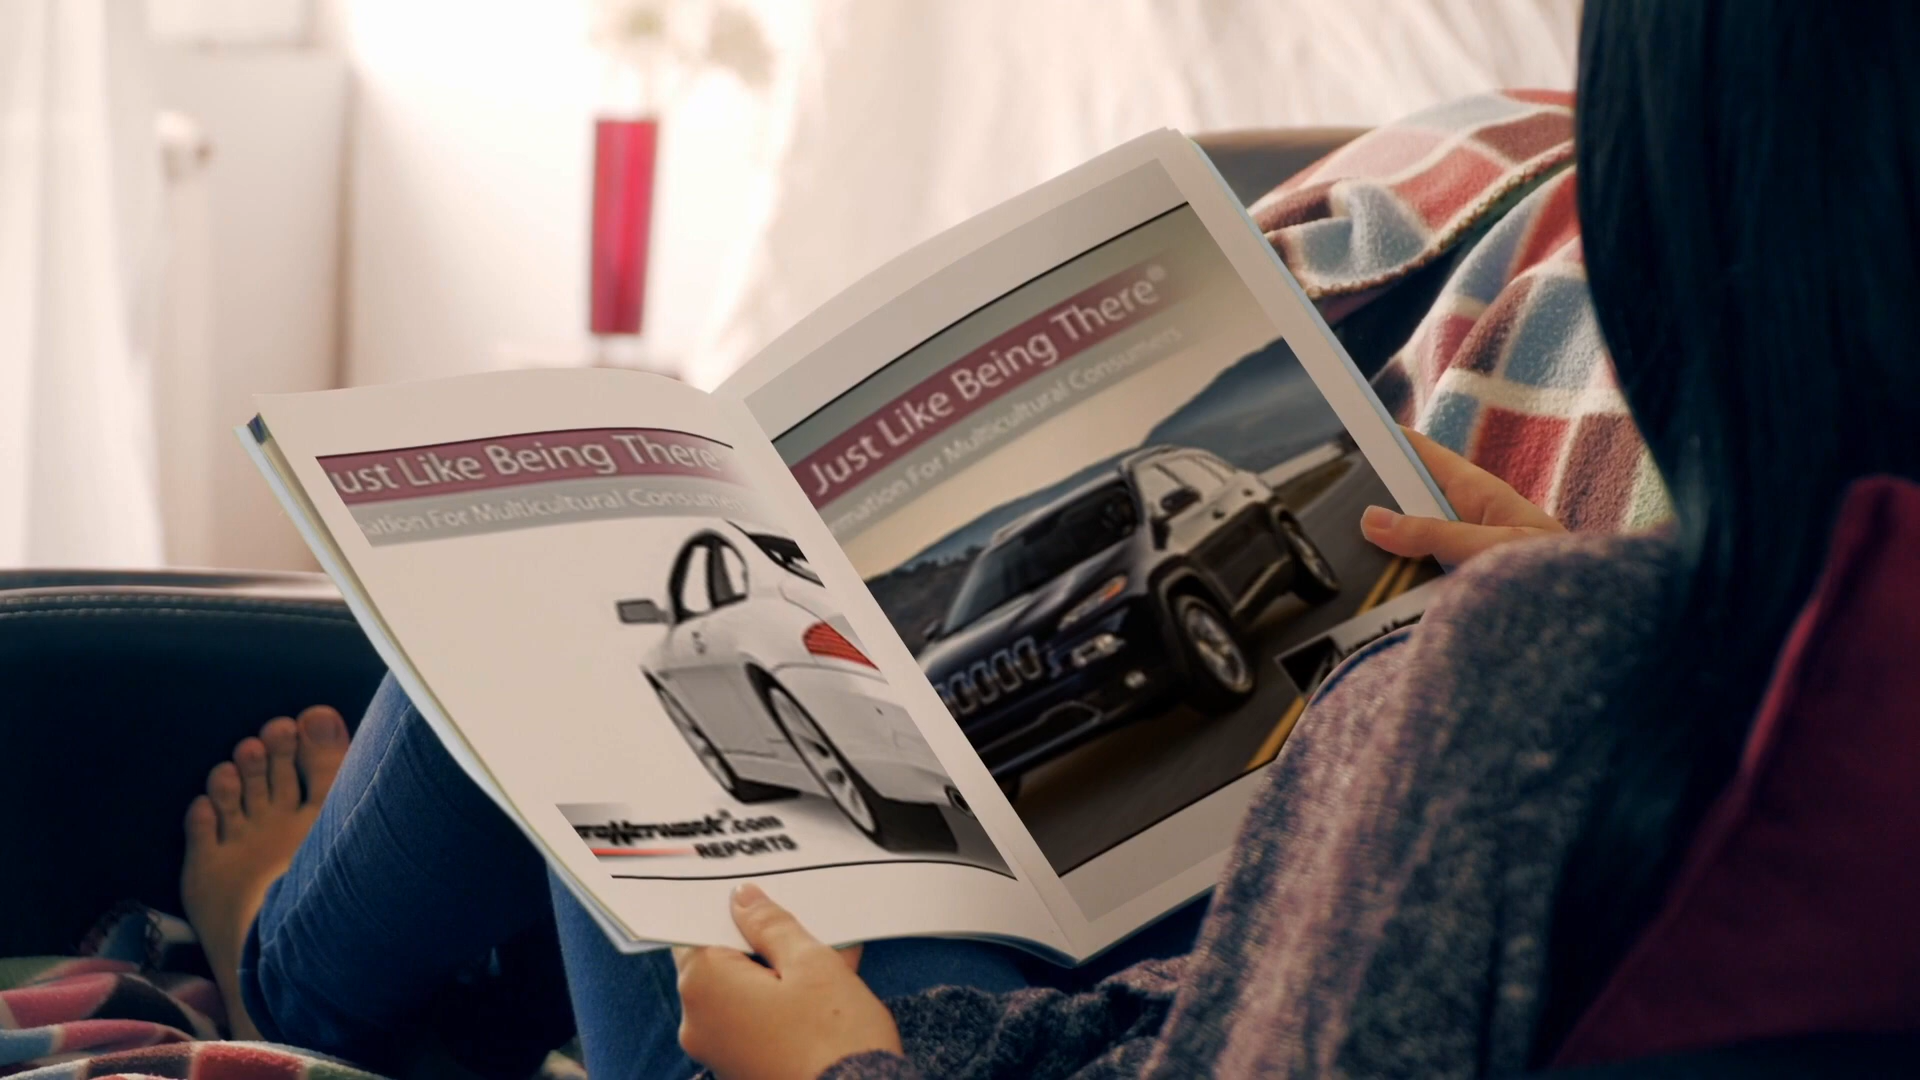 ust Like Being There
ation For Multicultural Consumers
.com
REPORTS
Just Like Being There®
rmation For Multicultural Consumers